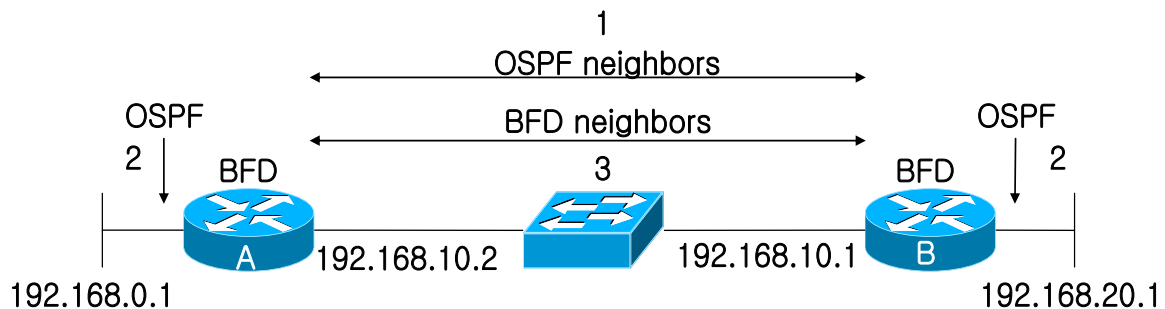 1
OSPF neighbors
OSPF
OSPF
BFD neighbors
2
2
BFD
3
BFD
A
192.168.10.2
192.168.10.1
B
192.168.0.1
192.168.20.1